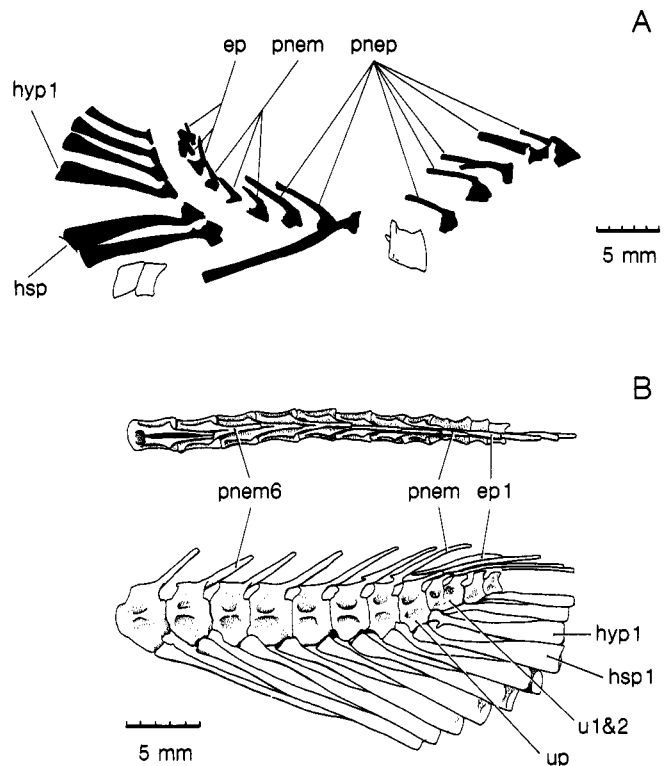 A
ep pnem pnep
hyp1
5 mm
hsp
B
pnem6 pnem ep1
hyp1
hsp1
u1&2
up
5 mm